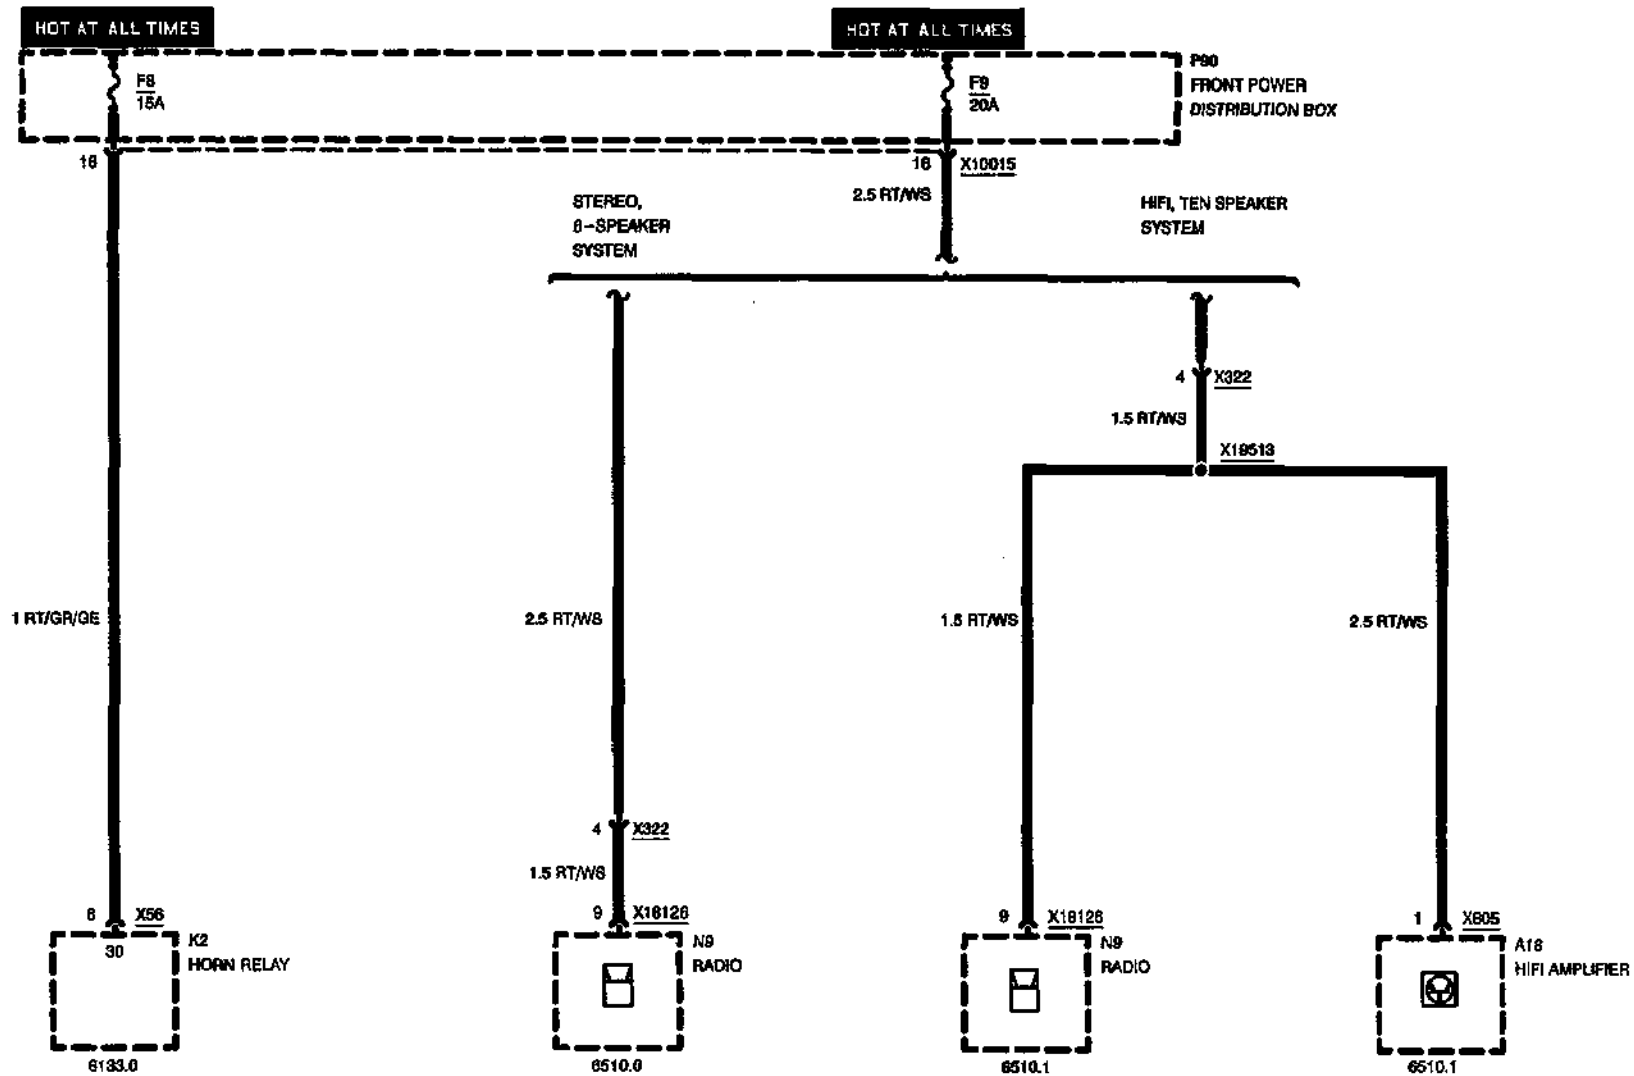 HOT AT ALL TIMES
HOT AT ALL TIMES
F8
15A
F9
20A
P90
FRONT POWER
DISTRIBUTION BOX
16
16
X10015
2.5 RT/WS
STEREO,
6-SPEAKER
SYSTEM
HIFI, TEN SPEAKER
SYSTEM
4
X322
1.5 RT/WS
X18513
1 RT/GR/GE
2.5 RT/WS
1.5 RT/WS
2.5 RT/WS
4
X322
1.5 RT/WS
6
X56
9
X18126
9
X18126
1
X605
30
K2
HORN RELAY
N9
RADIO
N9
RADIO
A18
HIFI AMPLIFIER
6133.0
6510.0
6510.1
6510.1